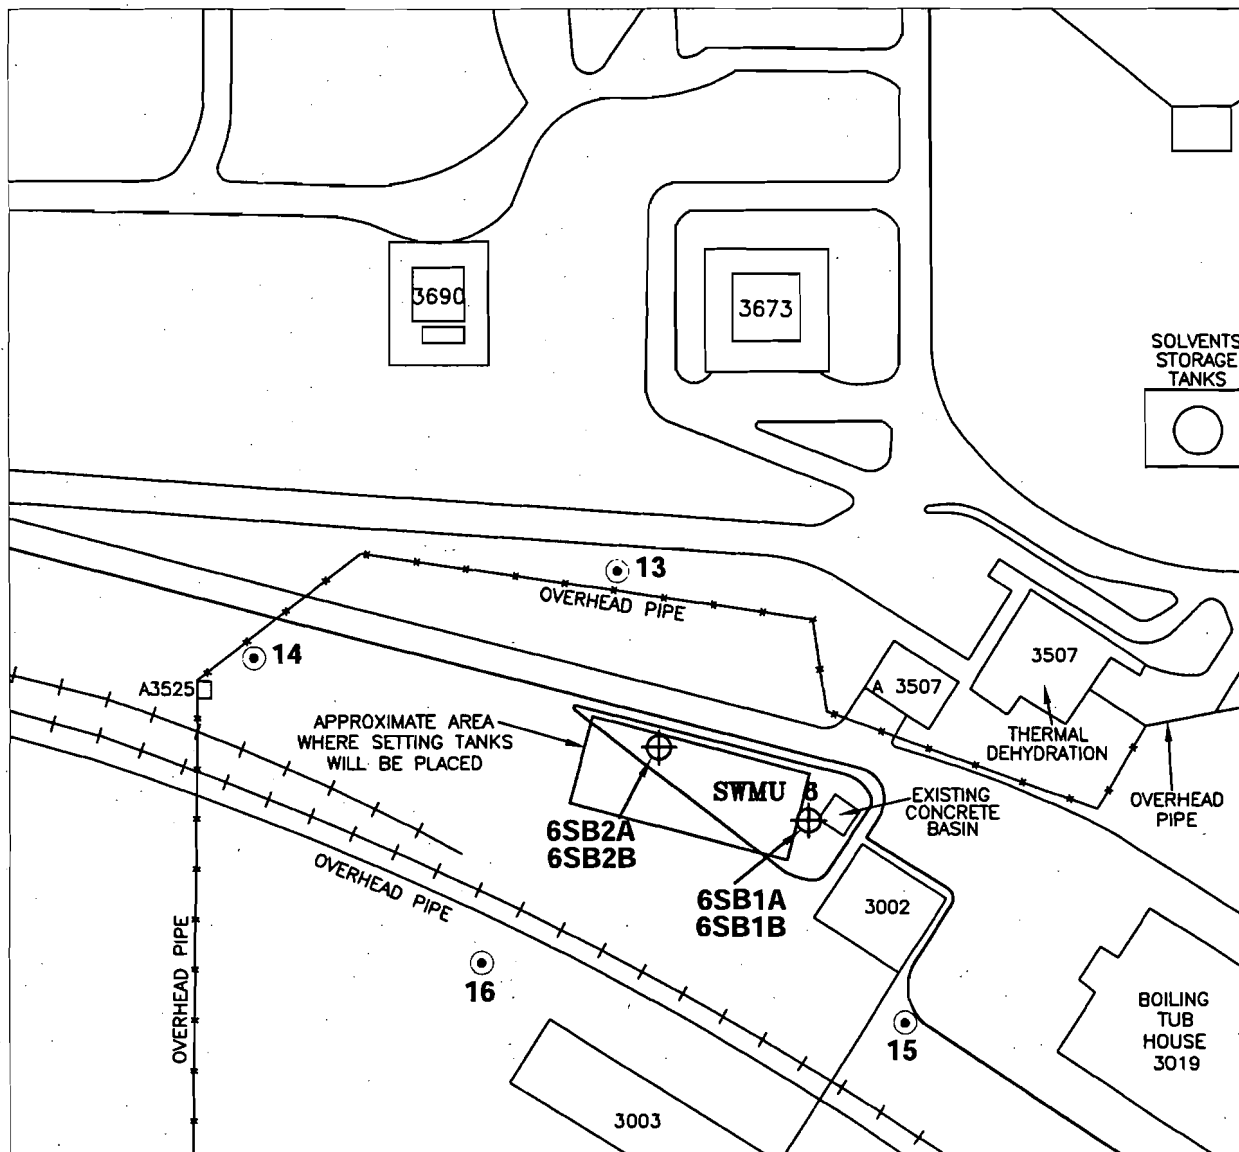 3690
3673
SOLVENTS
STORAGE
TANKS
13
OVERHEAD PIPE
14
A3525
3507
A 3507
THERMAL
DEHYDRATION
APPROXIMATE AREA
WHERE SETTING TANKS
WILL BE PLACED
SWMU 6
EXISTING
CONCRETE
BASIN
OVERHEAD
PIPE
6SB2A
6SB2B
OVERHEAD PIPE
6SB1A
6SB1B
3002
OVERHEAD PIPE
16
15
BOILING
TUB
HOUSE
3019
3003